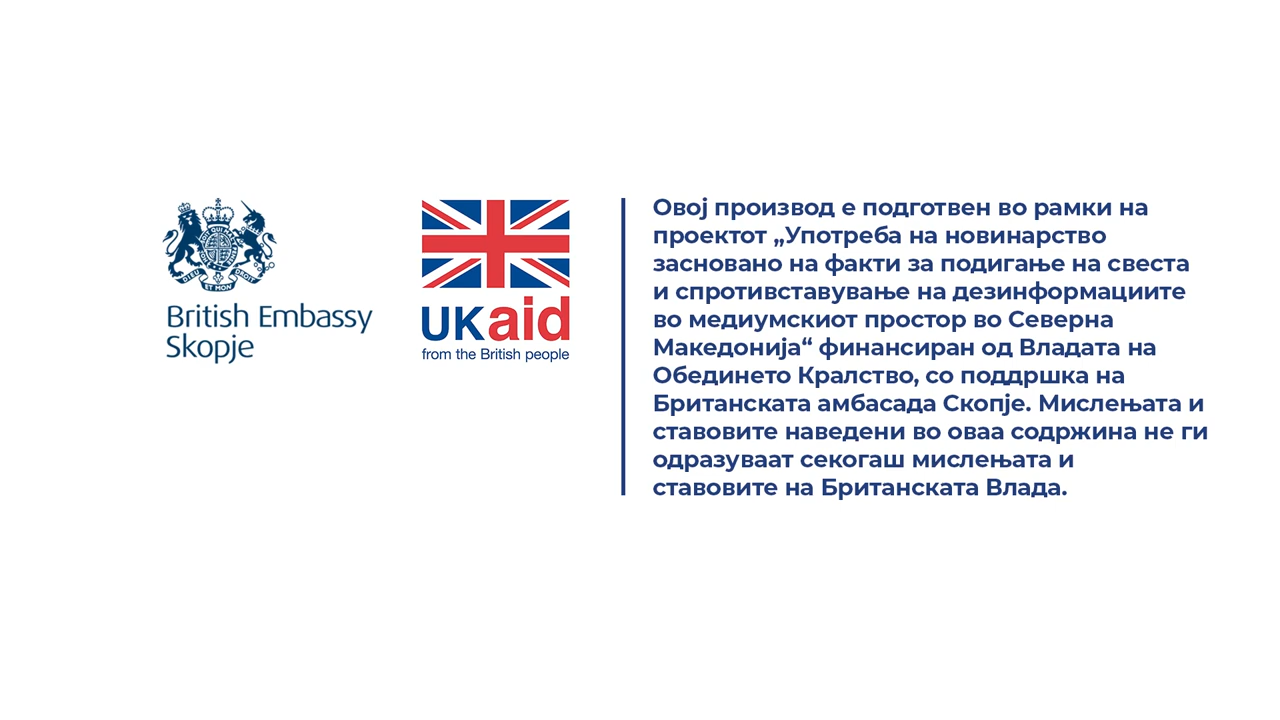 British Embassy
Skopje
UKaid
from the British people
Овој производ е подготвен во рамки на
проектот „Употреба на новинарство
засновано на факти за подигање на свеста
и спротивставување на дезинформациите
во медиумскиот простор во Северна
Македонија“ финансиран од Владата на
Обединето Кралство, со поддршка на
Британската амбасада Скопје. Мислењата и
ставовите наведени во оваа содржина не ги
одразуваат секогаш мислењата и
ставовите на Британската Влада.